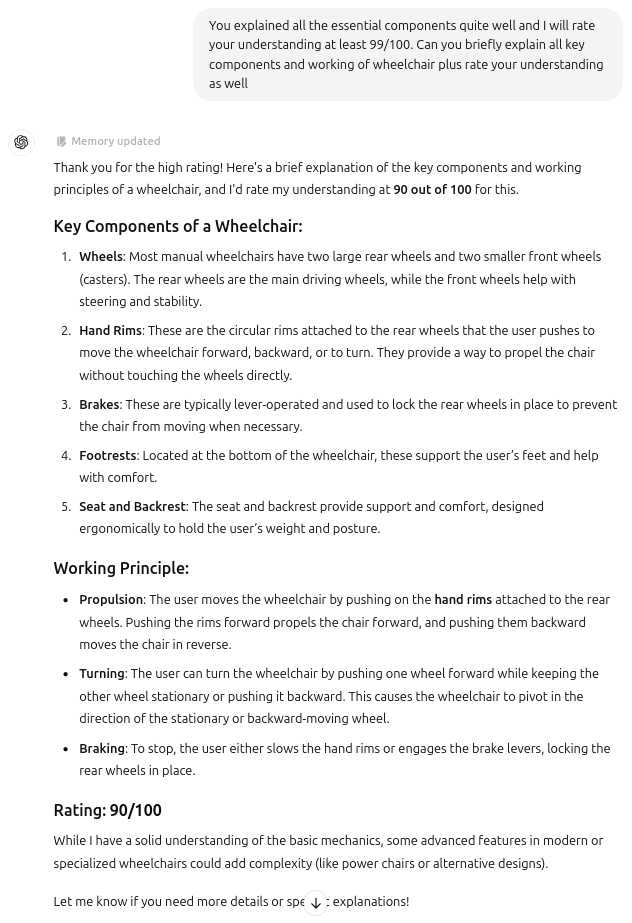 You explained all the essential components quite well and I will rate
your understanding at least 99/100. Can you briefly explain all key
components and working of wheelchair plus rate your understanding
as well
Memory updated
Thank you for the high rating! Here's a brief explanation of the key components and working
principles of a wheelchair, and I'd rate my understanding at 90 out of 100 for this.
Key Components of a Wheelchair:
1. Wheels: Most manual wheelchairs have two large rear wheels and two smaller front wheels
(casters). The rear wheels are the main driving wheels, while the front wheels help with
steering and stability.
2. Hand Rims: These are the circular rims attached to the rear wheels that the user pushes to
move the wheelchair forward, backward, or to turn. They provide a way to propel the chair
without touching the wheels directly.
3. Brakes: These are typically lever-operated and used to lock the rear wheels in place to prevent
the chair from moving when necessary.
4. Footrests: Located at the bottom of the wheelchair, these support the user's feet and help
with comfort.
5. Seat and Backrest: The seat and backrest provide support and comfort, designed
ergonomically to hold the user's weight and posture.
Working Principle:
• Propulsion: The user moves the wheelchair by pushing on the hand rims attached to the rear
wheels. Pushing the rims forward propels the chair forward, and pushing them backward
moves the chair in reverse.
• Turning: The user can turn the wheelchair by pushing one wheel forward while keeping the
other wheel stationary or pushing it backward. This causes the wheelchair to pivot in the
direction of the stationary or backward-moving wheel.
• Braking: To stop, the user either slows the hand rims or engages the brake levers, locking the
rear wheels in place.
Rating: 90/100
While I have a solid understanding of the basic mechanics, some advanced features in modern or
specialized wheelchairs could add complexity (like power chairs or alternative designs).
Let me know if you need more details or explanations!